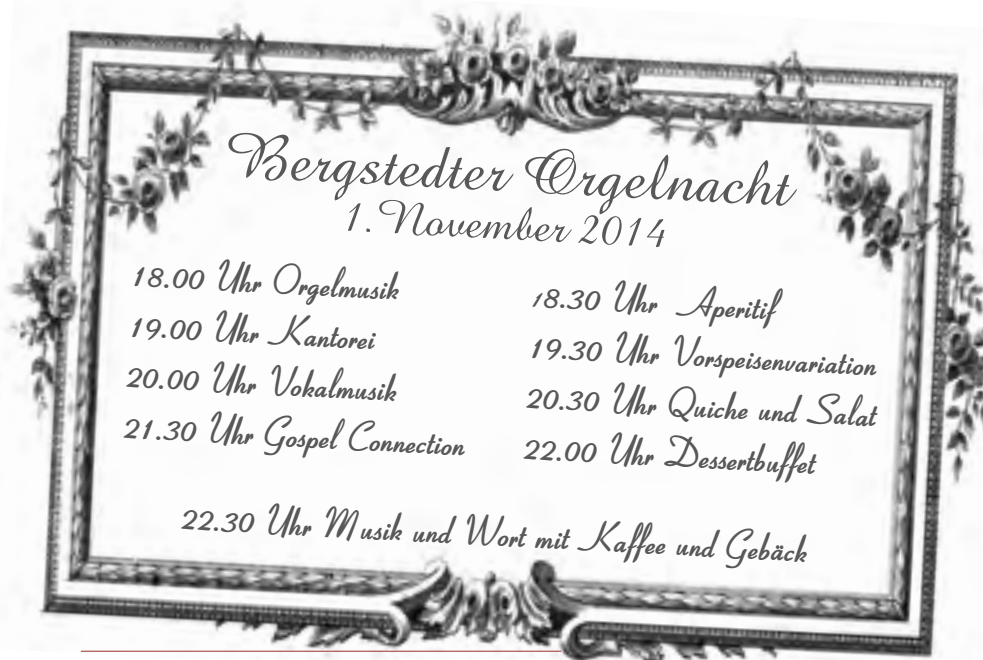 Bergstedter Orgelnacht
1. November 2014
18.00 Uhr Orgelmusik
19.00 Uhr Kantorei
20.00 Uhr Vokalmusik
21.30 Uhr Gospel Connection
18.30 Uhr Aperitif
19.30 Uhr Vorspeisenvariation
20.30 Uhr Quiche und Salat
22.00 Uhr Dessertbuffet
22.30 Uhr Musik und Wort mit Kaffee und Gebäck